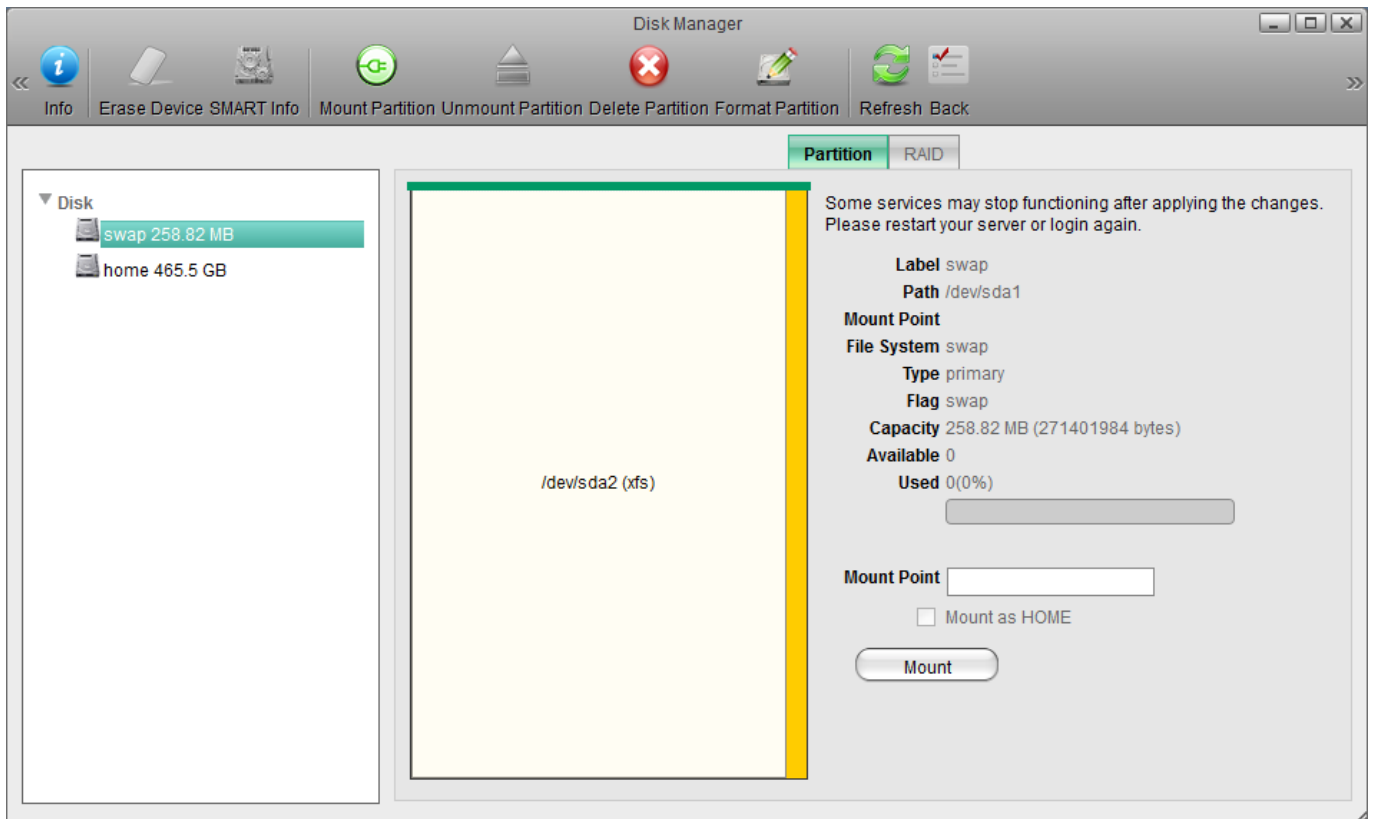 Disk Manager
Info Erase Device SMART Info Mount Partition Unmount Partition Delete Partition Format Partition Refresh Back
Partition RAID
Disk
swap 258.82 MB
home 465.5 GB
/dev/sda2 (xfs)
Some services may stop functioning after applying the changes.
Please restart your server or login again.
Label swap
Path /dev/sda1
Mount Point
File System swap
Type primary
Flag swap
Capacity 258.82 MB (271401984 bytes)
Available 0
Used 0(0%)
Mount Point
Mount as HOME
Mount